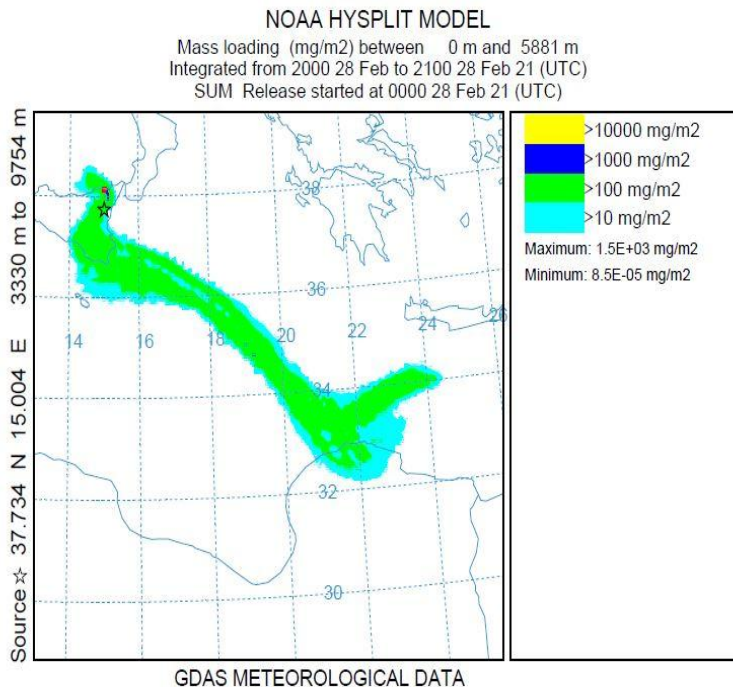 NOAA HYSPLIT MODEL
Mass loading (mg/m2) between 0 m and 5881 m
Integrated from 2000 28 Feb to 2100 28 Feb 21 (UTC)
SUM Release started at 0000 28 Feb 21 (UTC)
Source ☆ 37.734 N 15.004 E 3330 m to 9754 m
38
36
14
16
18
20
22
24
26
34
32
30
>10000 mg/m2
>1000 mg/m2
>100 mg/m2
>10 mg/m2
Maximum: 1.5E+03 mg/m2
Minimum: 8.5E-05 mg/m2
GDAS METEOROLOGICAL DATA